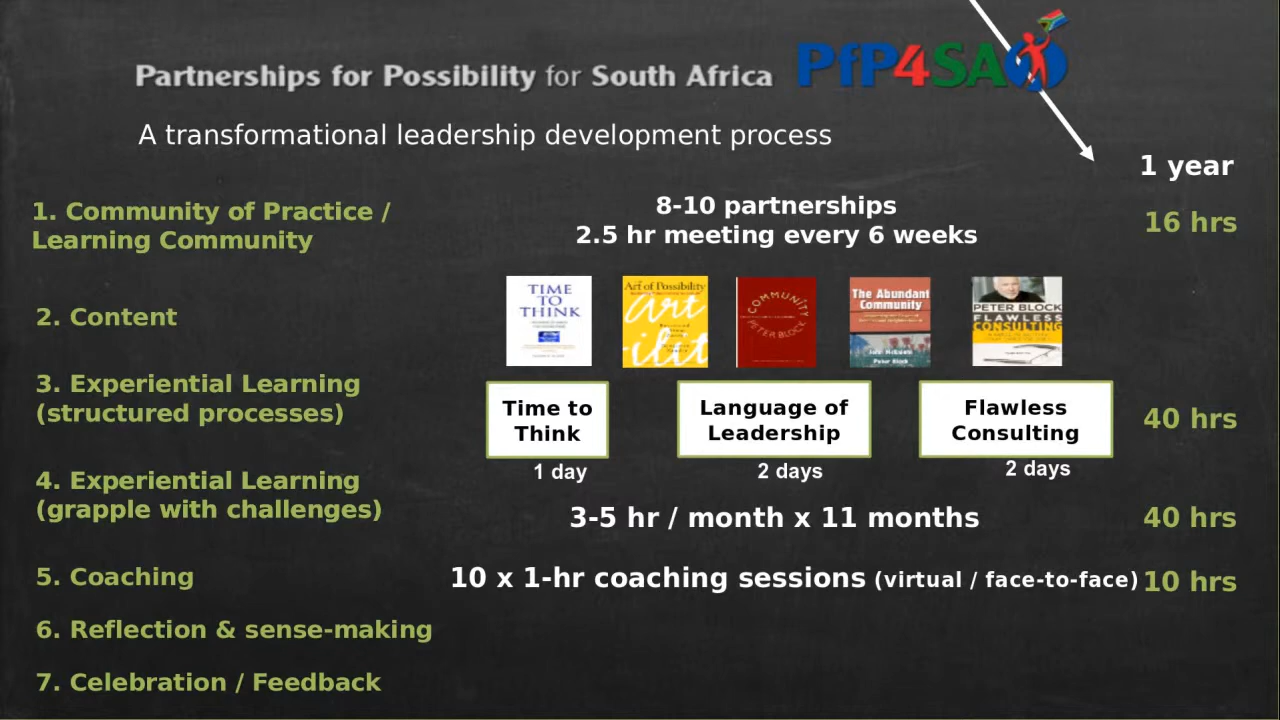 Partnerships for Possibility for South Africa
PfP4SA
A transformational leadership development process
1 year
1. Community of Practice /
Learning Community
8-10 partnerships
2.5 hr meeting every 6 weeks
16 hrs
2. Content
TIME
TO
THINK
Art of Possibility
COMMUNITY
PETER BLOCK
The Abundant
Community
John McKnight
Peter Block
PETER BLOCK
FLAWLESS
CONSULTING
3. Experiential Learning
(structured processes)
Time to
Think
1 day
Language of
Leadership
2 days
Flawless
Consulting
2 days
40 hrs
4. Experiential Learning
(grapple with challenges)
3-5 hr / month x 11 months
40 hrs
5. Coaching
10 x 1-hr coaching sessions (virtual / face-to-face)
10 hrs
6. Reflection & sense-making
7. Celebration / Feedback